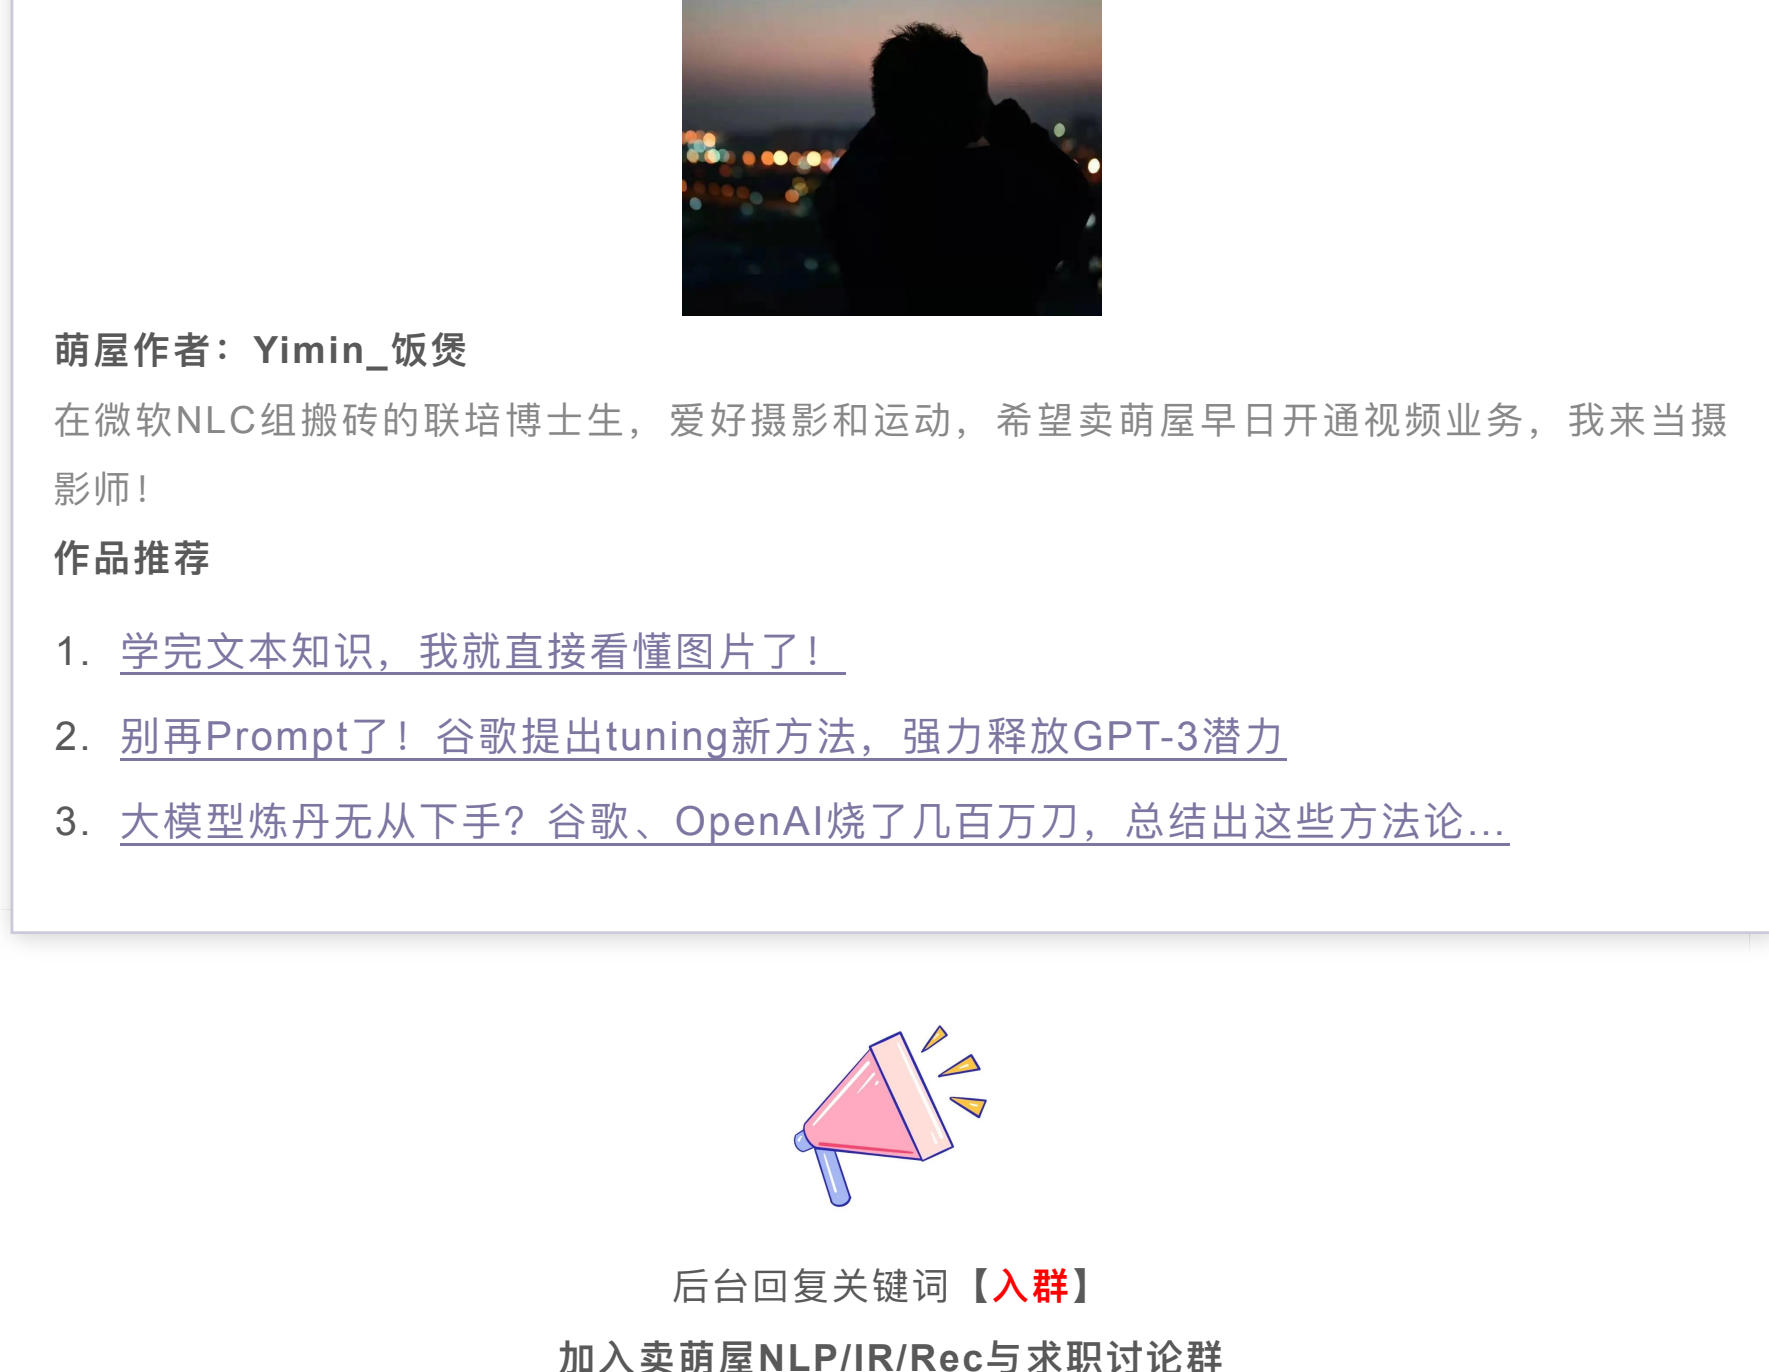 萌屋作者：Yimin_饭煲
在微软NLC组搬砖的联培博士生，爱好摄影和运动，希望卖萌屋早日开通视频业务，我来当摄
影师！
作品推荐
1. 学完文本知识，我就直接看懂图片了！
2. 别再Prompt了！谷歌提出tuning新方法，强力释放GPT-3潜力
3. 大模型炼丹无从下手？谷歌、OpenAI烧了几百万刀，总结出这些方法论...
后台回复关键词【入群】
加入卖萌屋NLP/IR/Rec与求职讨论群